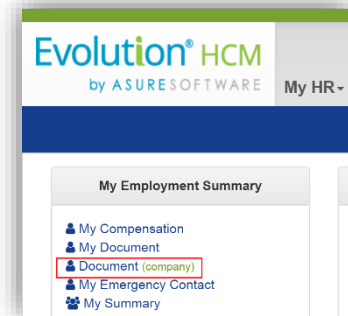 Evolution® HCM
by ASURESOFTWARE
My HR
My Employment Summary
My Compensation
My Document
Document (company)
My Emergency Contact
My Summary